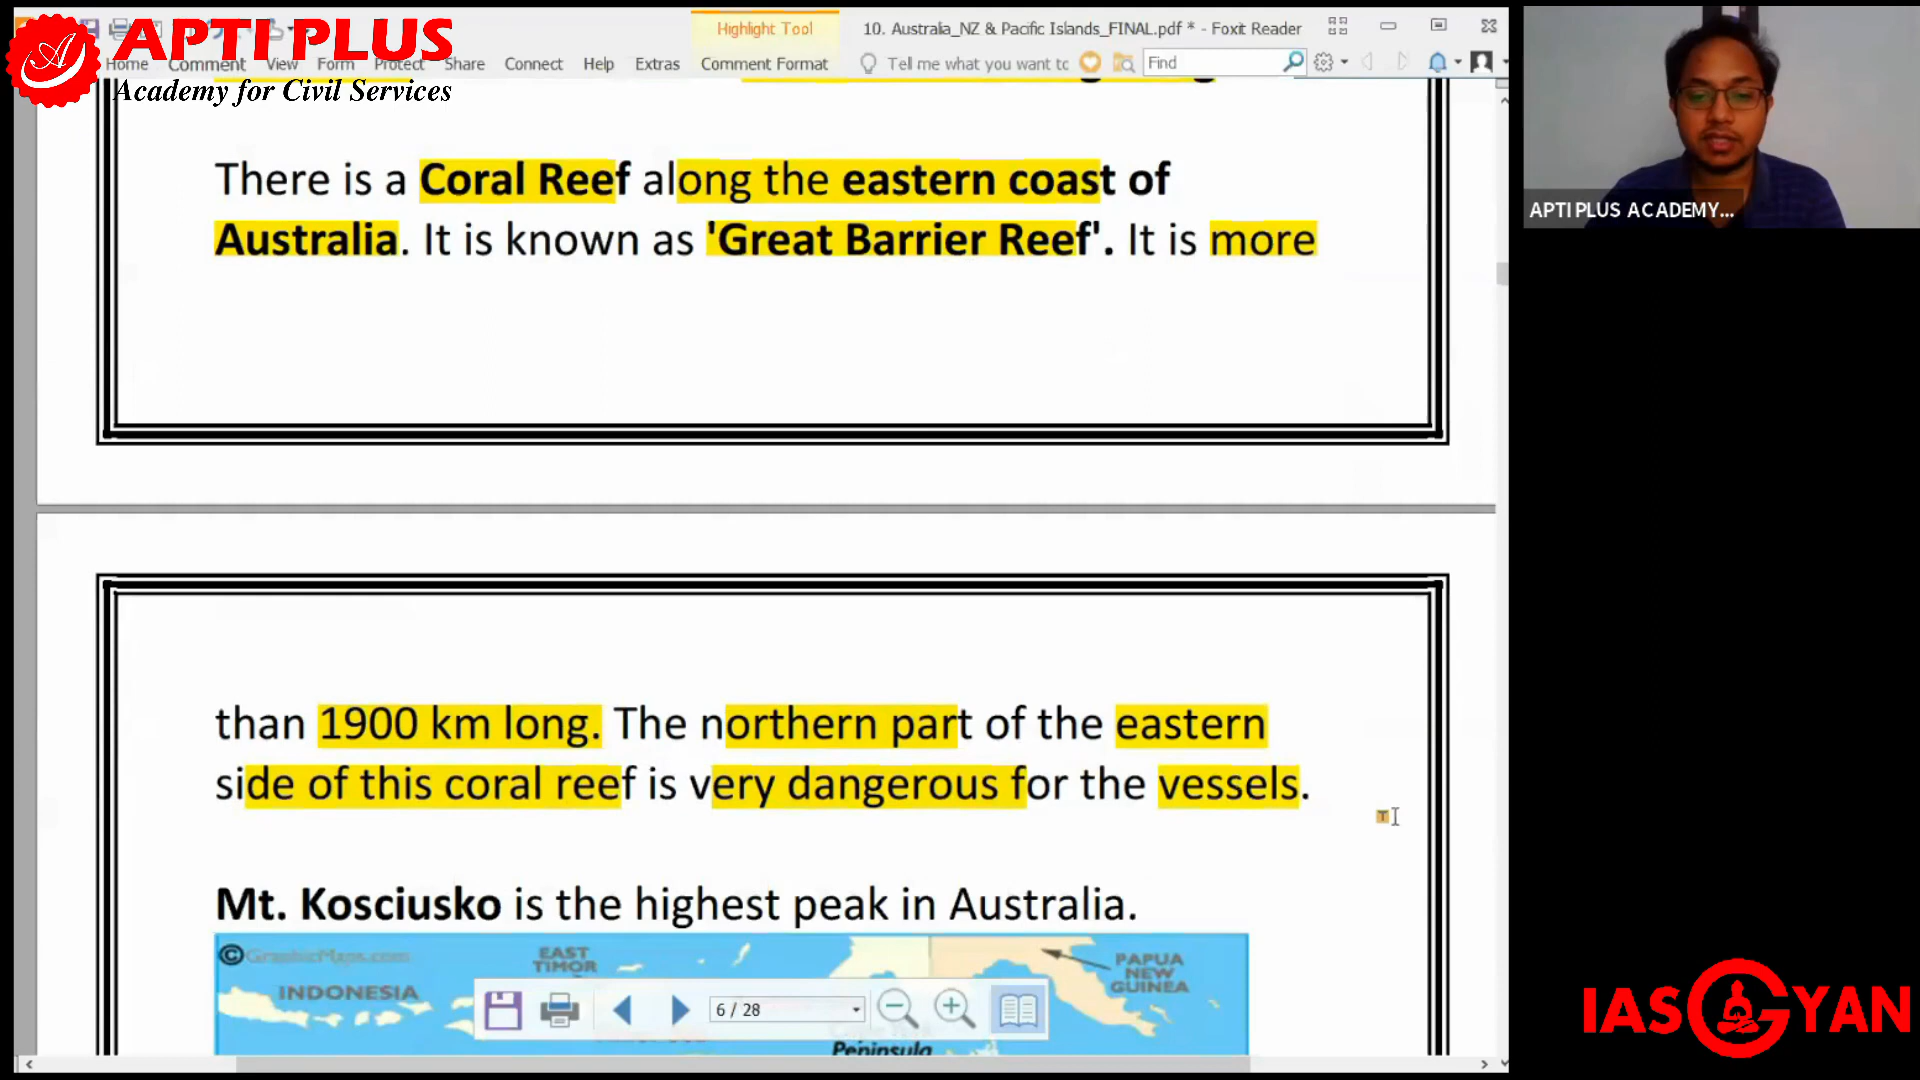 APTI PLUS
Academy for Civil Services
Highlight Tool
10. Australia_NZ & Pacific Islands_FINAL.pdf * - Foxit Reader
Home Comment View Form Protect Share Connect Help Extras Comment Format
Tell me what you want to
Find
There is a Coral Reef along the eastern coast of
Australia. It is known as 'Great Barrier Reef'. It is more
than 1900 km long. The northern part of the eastern
side of this coral reef is very dangerous for the vessels.
Mt. Kosciusko is the highest peak in Australia.
©GraphicMaps.com
EAST
TIMOR
INDONESIA
PAPUA
NEW
GUINEA
Peninsula
6 / 28
APTI PLUS ACADEMY...
IAS GYAN